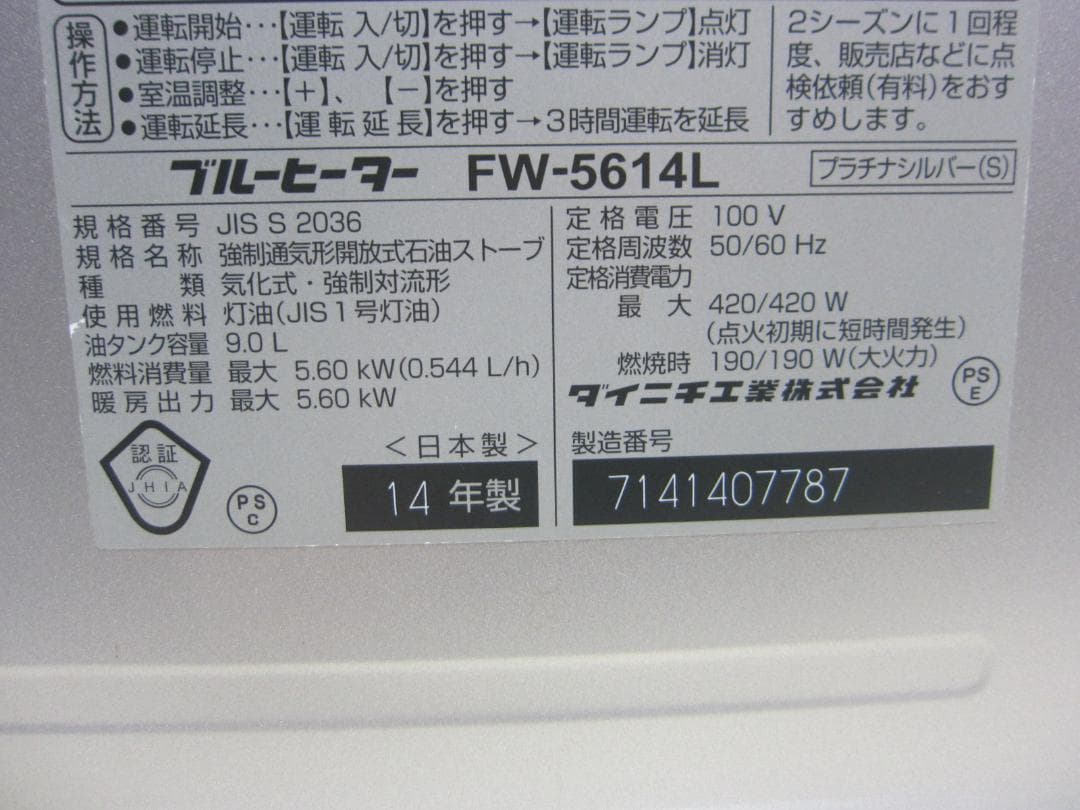 操作方法
●運転開始･･･【運転 入/切】を押す→【運転ランプ】点灯
●運転停止･･･【運転 入/切】を押す→【運転ランプ】消灯
●室温調整･･･【＋】、【－】を押す
●運転延長･･･【運転延長】を押す→3時間運転を延長
2シーズンに1回程
度、販売店などに点
検依頼(有料)をおす
すめします。
ブルーヒーター FW-5614L プラチナシルバー(S)
規格番号 JIS S 2036
規格名称 強制通気形開放式石油ストーブ
種類 気化式・強制対流形
使用燃料 灯油(JIS1号灯油)
油タンク容量 9.0 L
燃料消費量 最大 5.60 kW(0.544 L/h)
暖房出力 最大 5.60 kW
認証
JHIA
PS
C
<日本製>
14 年製
定格電圧 100 V
定格周波数 50/60 Hz
定格消費電力
最大 420/420 W
(点火初期に短時間発生)
燃焼時 190/190 W(大火力)
ダイニチ工業株式会社
PS
E
製造番号
7141407787